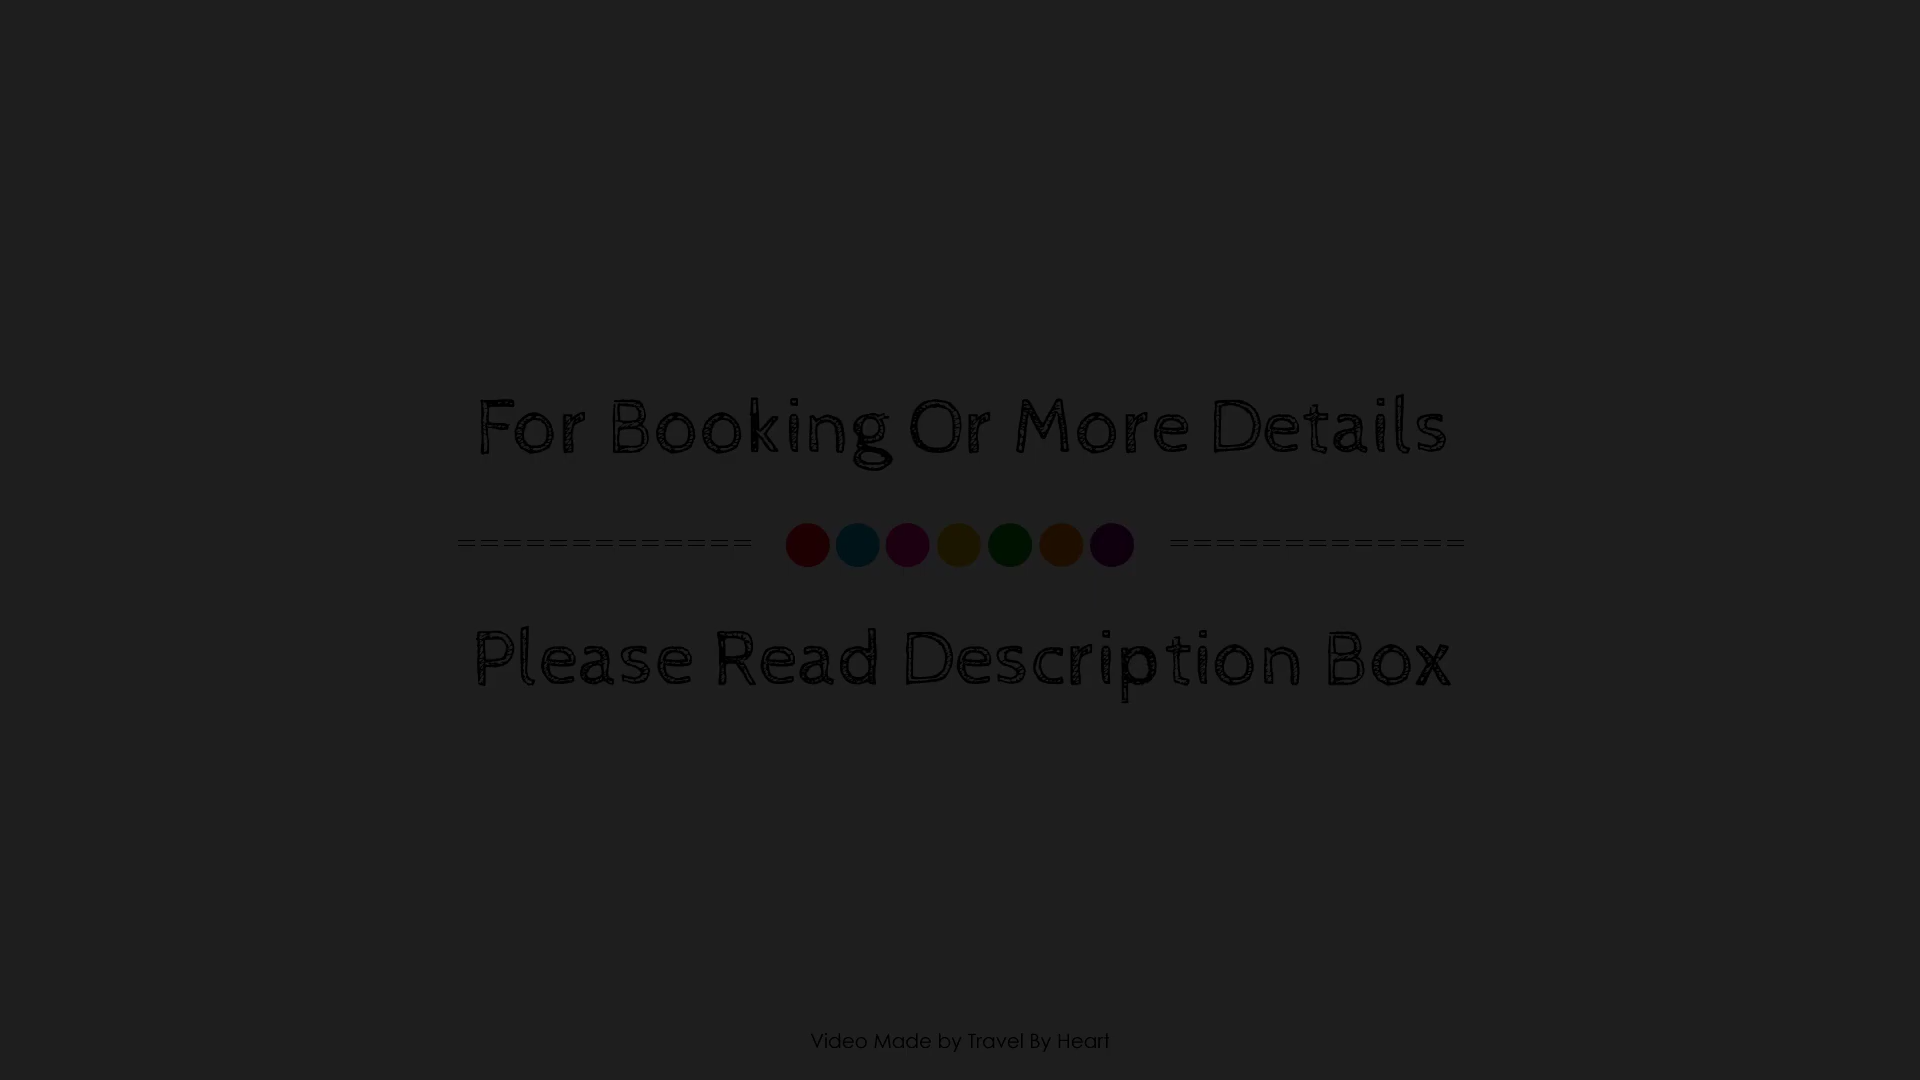 For Booking Or More Details
============= =============
Please Read Description Box
Video Made by Travel By Heart